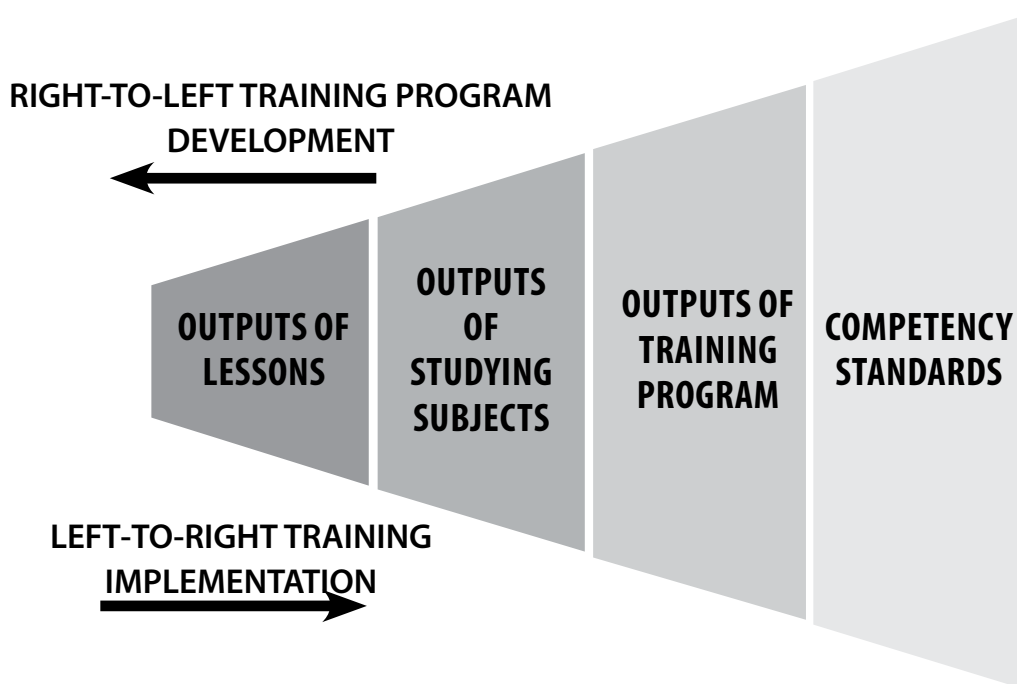 RIGHT-TO-LEFT TRAINING PROGRAM
DEVELOPMENT
OUTPUTS OF
LESSONS
OUTPUTS
OF
STUDYING
SUBJECTS
OUTPUTS OF
TRAINING
PROGRAM
COMPETENCY
STANDARDS
LEFT-TO-RIGHT TRAINING
IMPLEMENTATION